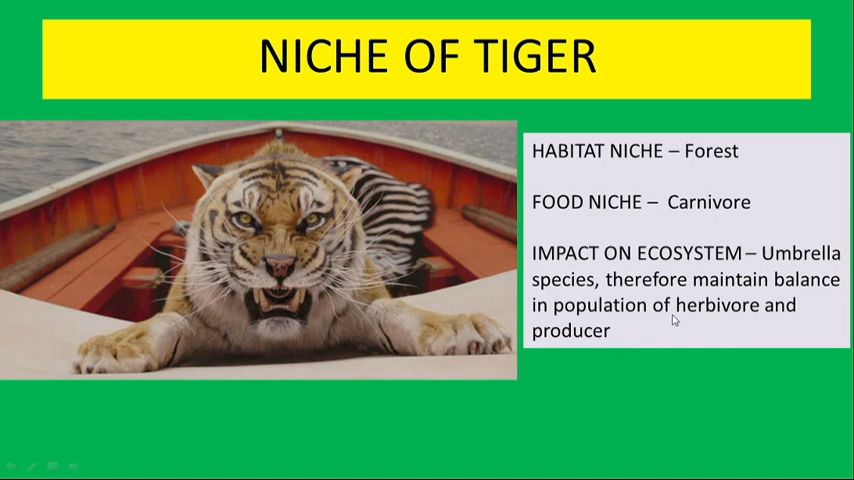 NICHE OF TIGER
HABITAT NICHE – Forest
FOOD NICHE – Carnivore
IMPACT ON ECOSYSTEM – Umbrella
species, therefore maintain balance
in population of herbivore and
producer